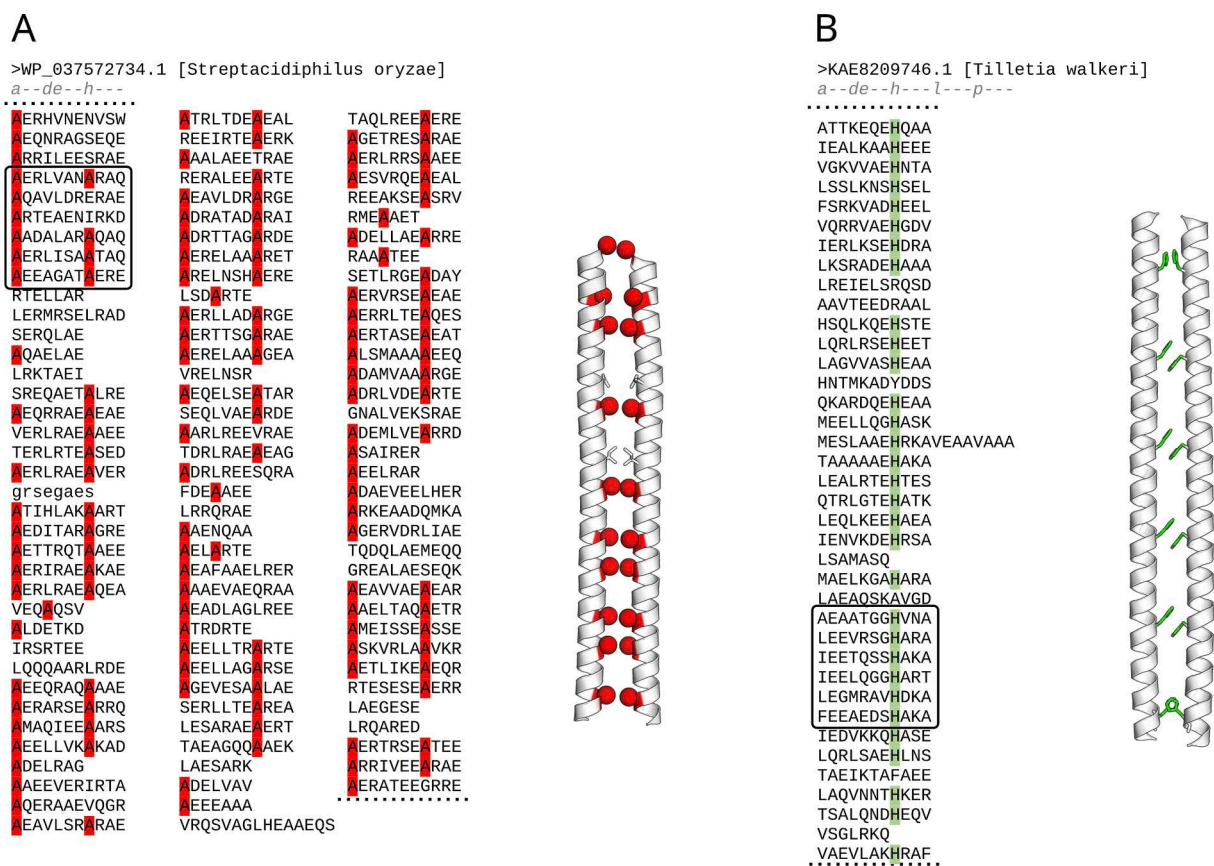 A
>WP_037572734.1 [Streptacidiphilus oryzae]
a--de--h---
AERHVNENVSW
AEQNRAGSEQE
ARRILEESRAE
AERLVANARAQ
AQAVLDRERAE
ARTEAENIRKD
AADALARAQAQ
AERLISAATAQ
AEEAGATAERE
RTELLAR
LERMRSELRAD
SERQLAE
AQAELAE
LRKTAEI
SREQAETALRE
AEQRRAEAEAE
VERLRAEAAEE
TERLRTEASED
AERLRAEAVER
grsegaes
ATIHLAKAART
AEDITARAGRE
AETTRQTAAEE
AERIRAEAKAE
AERLRAEAQEA
VEQAQSV
ALDETKD
IRSRTEE
LQQQAARLRDE
AEEQRAQAAAE
AERARSEARRQ
AMAQIEEAARS
AEELLVKAKAD
ADELRAG
AAEEVERIRTA
AQERAAEVQGR
AEAVLSRARAE
ATRLTDEAEAL
REEIRTEAERK
AAALAEETRAE
RERALEEARTE
AEAVLDRARGE
ADRATADARAI
ADRTTAGARDE
AERELAAARET
ARELNSHAERE
LSDARTE
AERLLADARGE
AERTTSGARAE
AERELAAAGEA
VRELNSR
AEQELSEATAR
SEQLVAEARDE
AARLREEVRAE
TDRLRAEAEAG
ADRLREESQRA
FDEAAEE
LRRQRAE
AAENQAA
AELARTE
AEAFAAELRER
AAAEVAEQRAA
AEADLAGLREE
ATRDRTE
AEELLTRARTE
AEELLAGARSE
AGEVESAALAE
SERLLTEAREA
LESARAEAERT
TAEAGQQAAEK
LAESARK
ADELVAV
AEEEAAA
VRQSVAGLHEAAEQS
TAQLREEAERE
AGETRESARAE
AERLRRSAAEE
AESVRQEAEAL
REEAKSEASRV
RMEAAET
ADELLAEARRE
RAAATEE
SETLRGEADAY
AERVRSEAEAE
AERRLTEAQES
AERTASEAEAT
ALSMAAAAEEQ
ADAMVAAARGE
ADRLVDEARTE
GNALVEKSRAE
ADEMLVEARRD
ASAIRER
AEELRAR
ADAEVEELHER
ARKEAADQMKA
AGERVDRLIAE
TQDQLAEMEQQ
GREALAESEQK
AEAVVAEAEAR
AAELTAQAETR
AMEISSEASSE
ASKVRLAAVKR
AETLIKEAEQR
RTESESEAERR
LAEGESE
LRQARED
AERTRSEATEE
ARRIVEEARAE
AERATEEGRRE
B
>KAE8209746.1 [Tilletia walkeri]
a--de--h---l---p---
ATTKEQEHQAA
IEALKAAHEEE
VGKVVAEHNTA
LSSLKNSHSEL
FSRKVADHEEL
VQRRVAEHGDV
IERLKSEHDRA
LKSRADEHAAA
LREIELSRQSD
AAVTEEDRAAL
HSQLKQEHSTE
LQRLRSEHEET
LAGVVASHEAA
HNTMKADYDDS
QKARDQEHEAA
MEELLQGHASK
MESLAAEHRKAVEAAVAAA
TAAAAAEHAKA
LEALRTEHTES
QTRLGTEHATK
LEQLKEEHAEA
IENVKDEHRSA
LSAMASQ
MAELKGAHARA
LAEAQSKAVGD
AEAATGGHVNA
LEEVRSGHARA
IEETQSSHAKA
IEELQGGHART
LEGMRAVHDKA
FEEAEDSHAKA
IEDVKKQHASE
LQRLSAEHLNS
TAEIKTAFAEE
LAQVNNTHKER
TSALQNDHEQV
VSGLRKQ
VAEVLAKHRAF